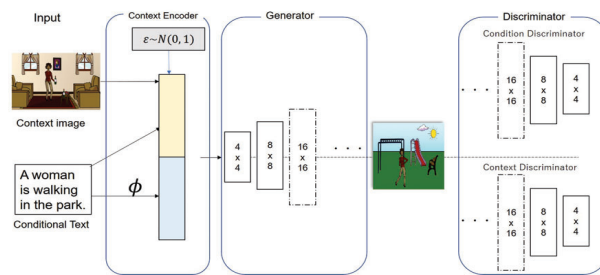 Input
Context Encoder
Generator
Discriminator
ε~N(0, 1)
Context image
A woman
is walking
in the park.
Conditional Text
ϕ
4
x
4
8
x
8
16
x
16
. . . .
Condition Discriminator
. . .
16
x
16
8
x
8
4
x
4
Context Discriminator
. . .
16
x
16
8
x
8
4
x
4